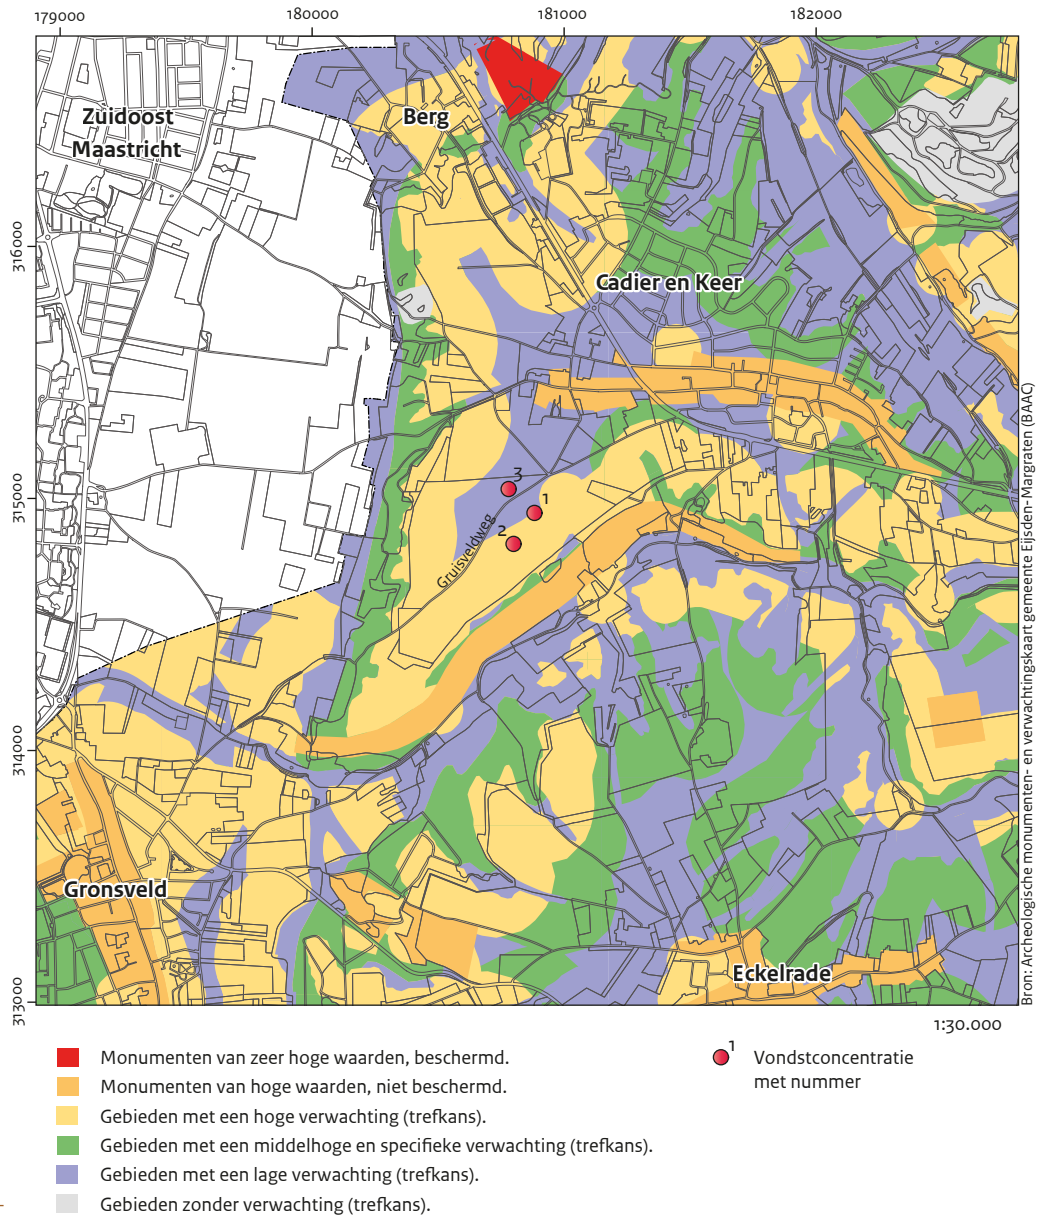 179000
180000
181000
182000
316000
315000
314000
313000
Zuidoost
Maastricht
Berg
Cadier en Keer
3
1
2
Gruisveldweg
Gronsveld
Eckelrade
Bron: Archeologische monumenten- en verwachtingskaart gemeente Eijsden-Margraten (BAAC)
1:30.000
Monumenten van zeer hoge waarden, beschermd.
Monumenten van hoge waarden, niet beschermd.
Gebieden met een hoge verwachting (trefkans).
Gebieden met een middelhoge en specifieke verwachting (trefkans).
Gebieden met een lage verwachting (trefkans).
Gebieden zonder verwachting (trefkans).
1
Vondstconcentratie
met nummer